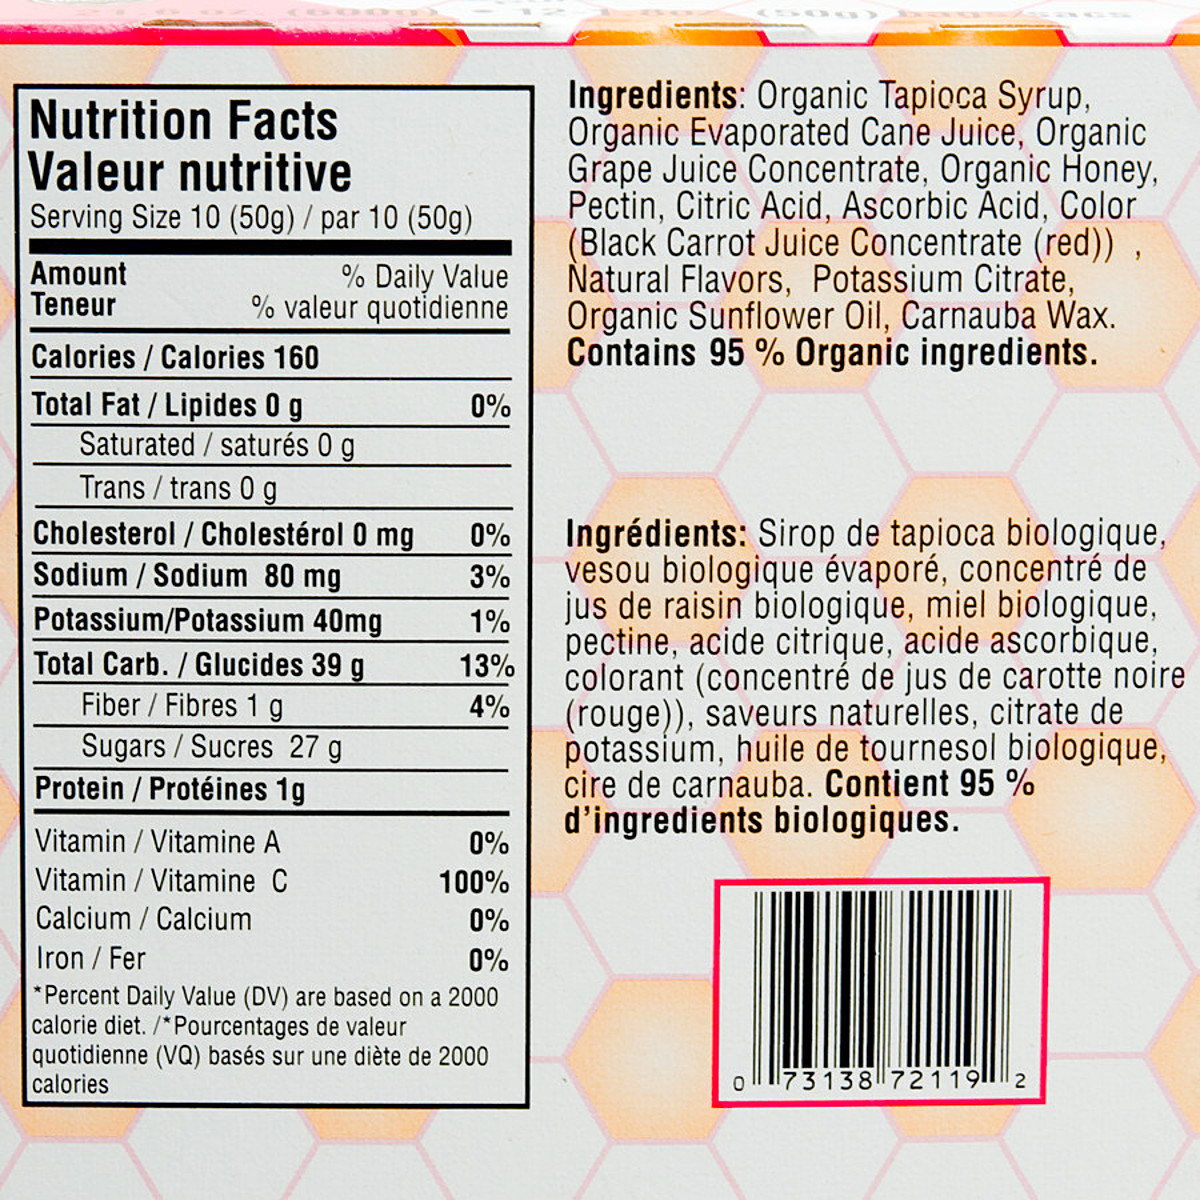 (50g)
Nutrition Facts
Valeur nutritive
Serving Size 10 (50g) / par 10 (50g)
Amount % Daily Value
Teneur % valeur quotidienne
Calories / Calories 160
Total Fat / Lipides 0 g 0%
Saturated / saturés 0 g
Trans / trans 0 g
Cholesterol / Cholestérol 0 mg 0%
Sodium / Sodium 80 mg 3%
Potassium/Potassium 40mg 1%
Total Carb. / Glucides 39 g 13%
Fiber / Fibres 1 g 4%
Sugars / Sucres 27 g
Protein / Protéines 1g
Vitamin / Vitamine A 0%
Vitamin / Vitamine C 100%
Calcium / Calcium 0%
Iron / Fer 0%
*Percent Daily Value (DV) are based on a 2000
calorie diet. /*Pourcentages de valeur
quotidienne (VQ) basés sur une diète de 2000
calories
Ingredients: Organic Tapioca Syrup,
Organic Evaporated Cane Juice, Organic
Grape Juice Concentrate, Organic Honey,
Pectin, Citric Acid, Ascorbic Acid, Color
(Black Carrot Juice Concentrate (red)) ,
Natural Flavors, Potassium Citrate,
Organic Sunflower Oil, Carnauba Wax.
Contains 95 % Organic ingredients.
Ingrédients: Sirop de tapioca biologique,
vesou biologique évaporé, concentré de
jus de raisin biologique, miel biologique,
pectine, acide citrique, acide ascorbique,
colorant (concentré de jus de carotte noire
(rouge)), saveurs naturelles, citrate de
potassium, huile de tournesol biologique,
cire de carnauba. Contient 95 %
d'ingredients biologiques.
0 73138 72119 2